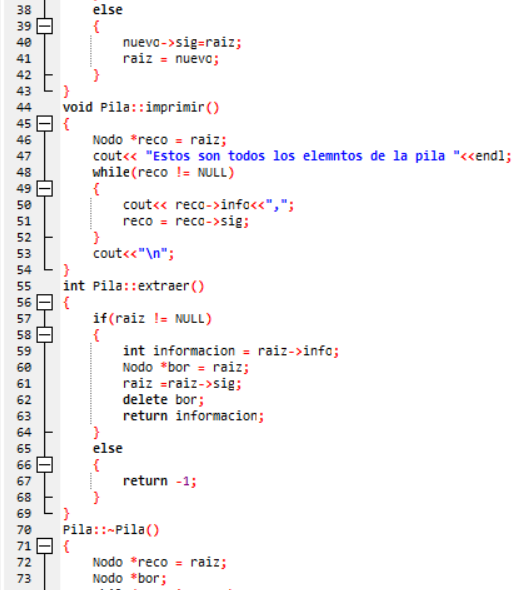 38 else
39 {
40 nuevo->sig=raiz;
41 raiz = nuevo;
42 }
43 }
44 void Pila::imprimir()
45 {
46 Nodo *reco = raiz;
47 cout<< "Estos son todos los elemntos de la pila "<<endl;
48 while(reco != NULL)
49 {
50 cout<< reco->info<<",";
51 reco = reco->sig;
52 }
53 cout<<"\n";
54 }
55 int Pila::extraer()
56 {
57 if(raiz != NULL)
58 {
59 int informacion = raiz->info;
60 Nodo *bor = raiz;
61 raiz =raiz->sig;
62 delete bor;
63 return informacion;
64 }
65 else
66 {
67 return -1;
68 }
69 }
70 Pila::~Pila()
71 {
72 Nodo *reco = raiz;
73 Nodo *bor;